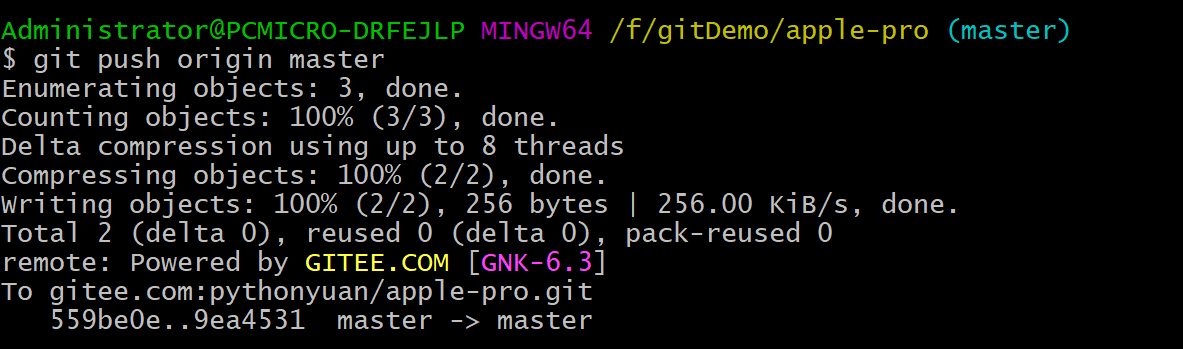 Administrator@PCMICRO-DRFEJLP MINGW64 /f/gitDemo/apple-pro (master)
$ git push origin master
Enumerating objects: 3, done.
Counting objects: 100% (3/3), done.
Delta compression using up to 8 threads
Compressing objects: 100% (2/2), done.
Writing objects: 100% (2/2), 256 bytes | 256.00 KiB/s, done.
Total 2 (delta 0), reused 0 (delta 0), pack-reused 0
remote: Powered by GITEE.COM [GNK-6.3]
To gitee.com:pythonyuan/apple-pro.git
   559be0e..9ea4531  master -> master